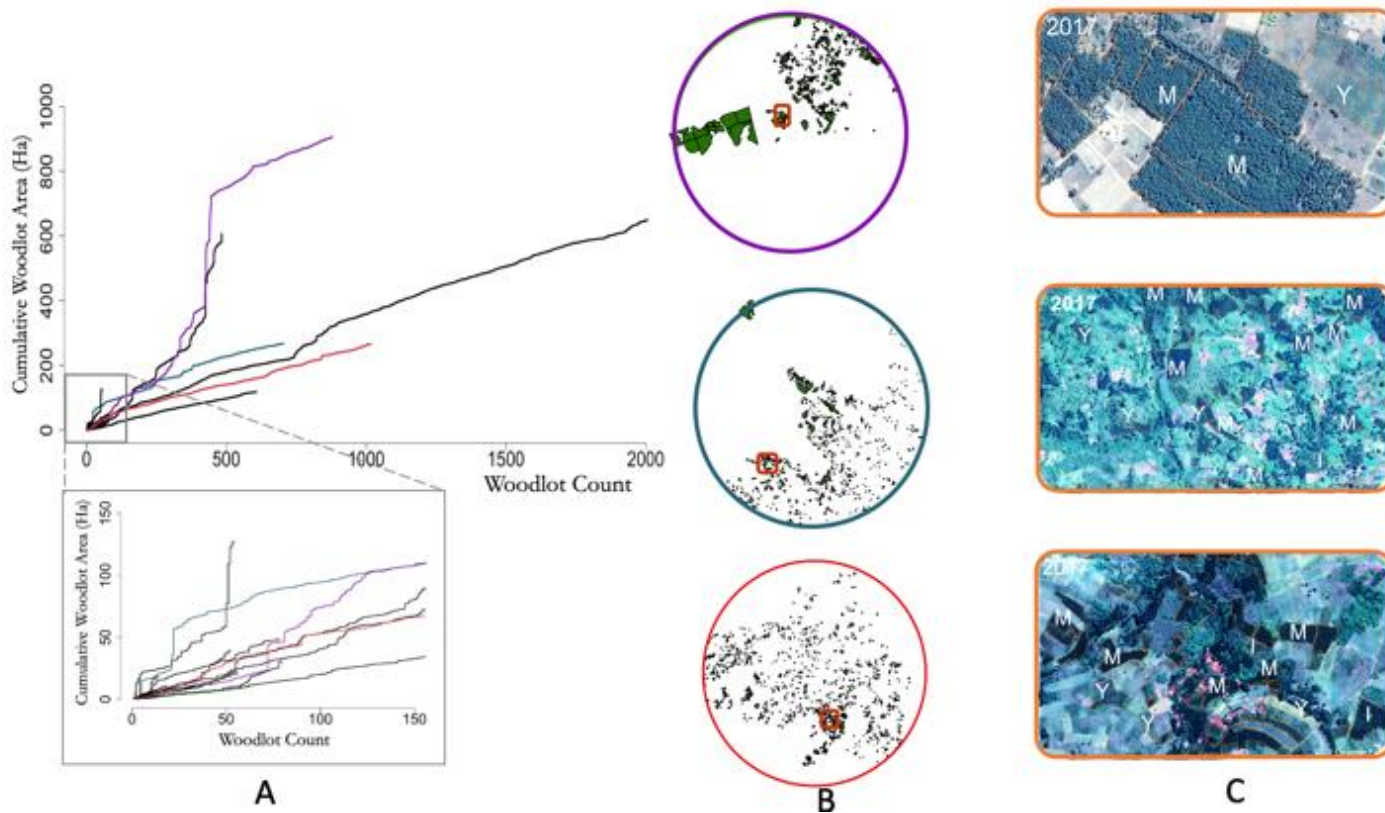 1000
800
600
400
200
0
Cumulative Woodlot Area (Ha)
0 500 1000 1500 2000
Woodlot Count
150
100
50
0
Cumulative Woodlot Area (Ha)
0 50 100 150
Woodlot Count
A
B
2017
M Y
M
2017
M M M
Y M M
M
Y Y M Y M
M I
2017
M M
I
M M
Y M
Y Y I
C